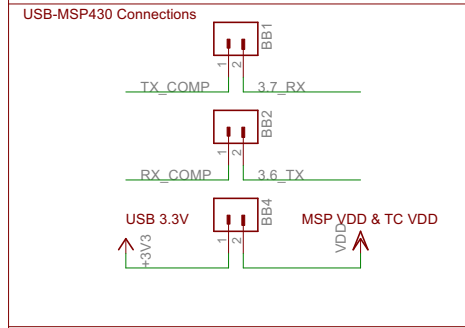 USB-MSP430 Connections
BB1
1 2
TX_COMP 3.7_RX
BB2
1 2
RX_COMP 3.6_TX
BB4
USB 3.3V MSP VDD & TC VDD
1 2
+3V3 VDD